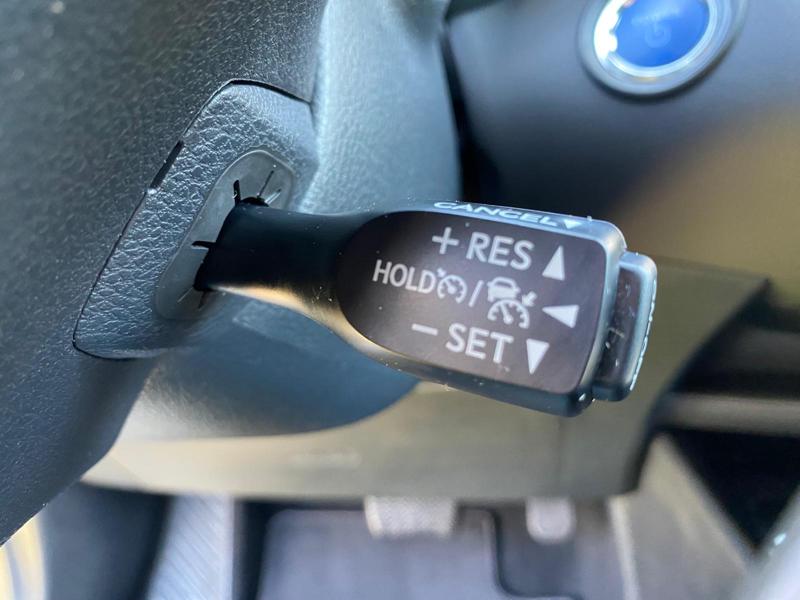 CANCEL▼
+ RES ▲
HOLD / ◀
− SET ▼